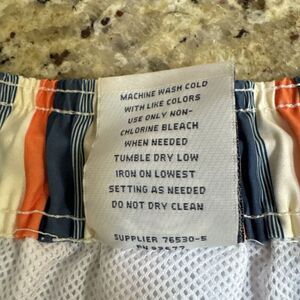 MACHINE WASH COLD
WITH LIKE COLORS
USE ONLY NON-
CHLORINE BLEACH
WHEN NEEDED
TUMBLE DRY LOW
IRON ON LOWEST
SETTING AS NEEDED
DO NOT DRY CLEAN
SUPPLIER 76530-5